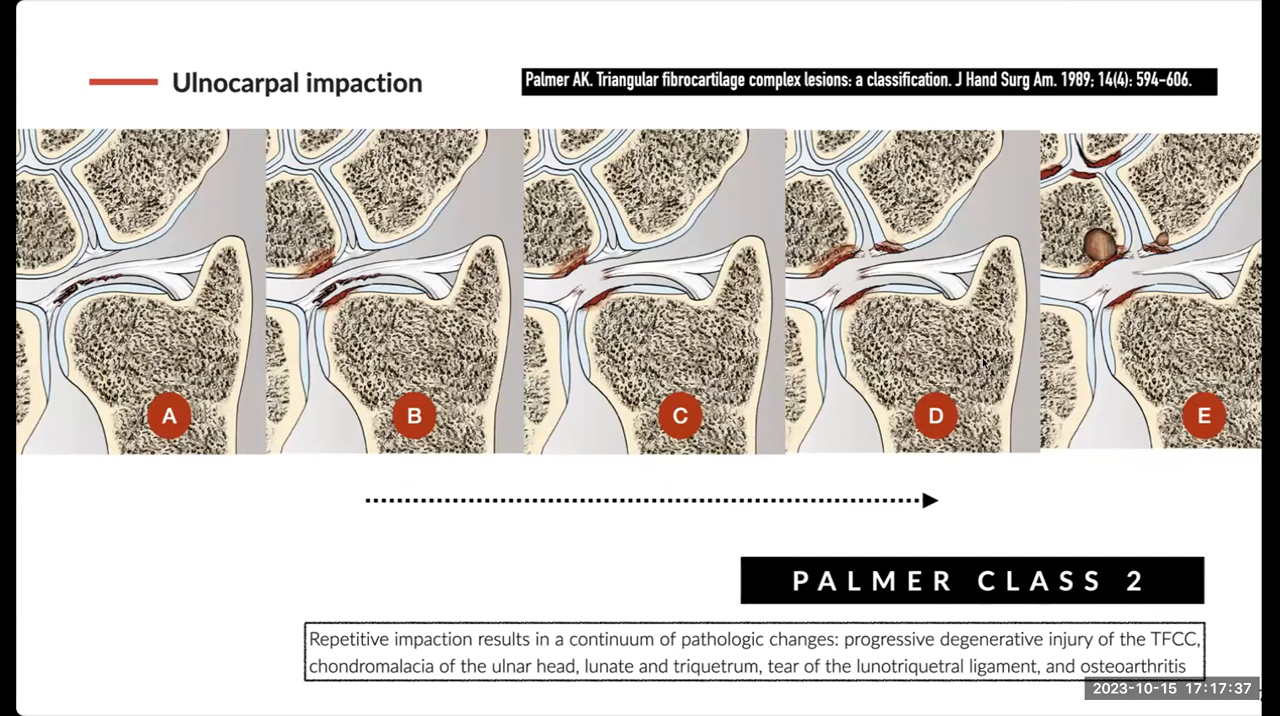 Ulnocarpal impaction
Palmer AK. Triangular fibrocartilage complex lesions: a classification. J Hand Surg Am. 1989; 14(4): 594-606.
A
B
C
D
E
PALMER CLASS 2
Repetitive impaction results in a continuum of pathologic changes: progressive degenerative injury of the TFCC,
chondromalacia of the ulnar head, lunate and triquetrum, tear of the lunotriquetral ligament, and osteoarthritis
2023-10-15 17:17:37